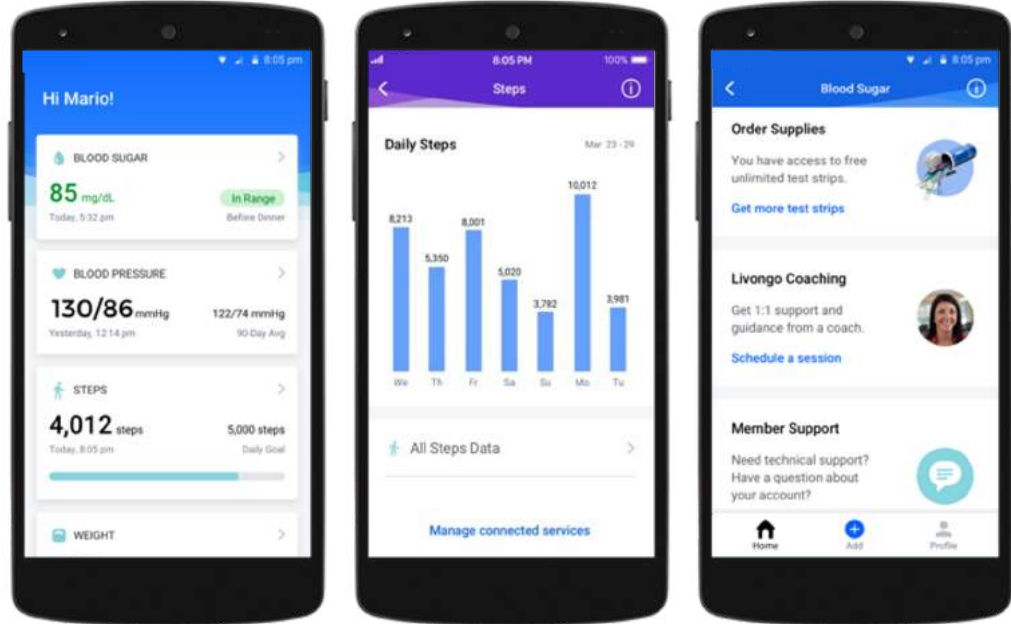 8:05 pm
Hi Mario!
BLOOD SUGAR
85 mg/dL
In Range
Today, 5:32 pm
Before Dinner
BLOOD PRESSURE
130/86 mmHg
122/74 mmHg
Yesterday, 12:14 pm
90-Day Avg
STEPS
4,012 steps
5,000 steps
Today, 8:05 pm
Daily Goal
WEIGHT
8:05 PM
100%
Steps
Daily Steps
Mar 23 - 29
10,012
8,213
8,001
5,350
5,020
3,782
3,981
We Th Fr Sa Su Mo Tu
All Steps Data
Manage connected services
8:05 pm
Blood Sugar
Order Supplies
You have access to free
unlimited test strips.
Get more test strips
Livongo Coaching
Get 1:1 support and
guidance from a coach.
Schedule a session
Member Support
Need technical support?
Have a question about
your account?
Home
Add
Profile